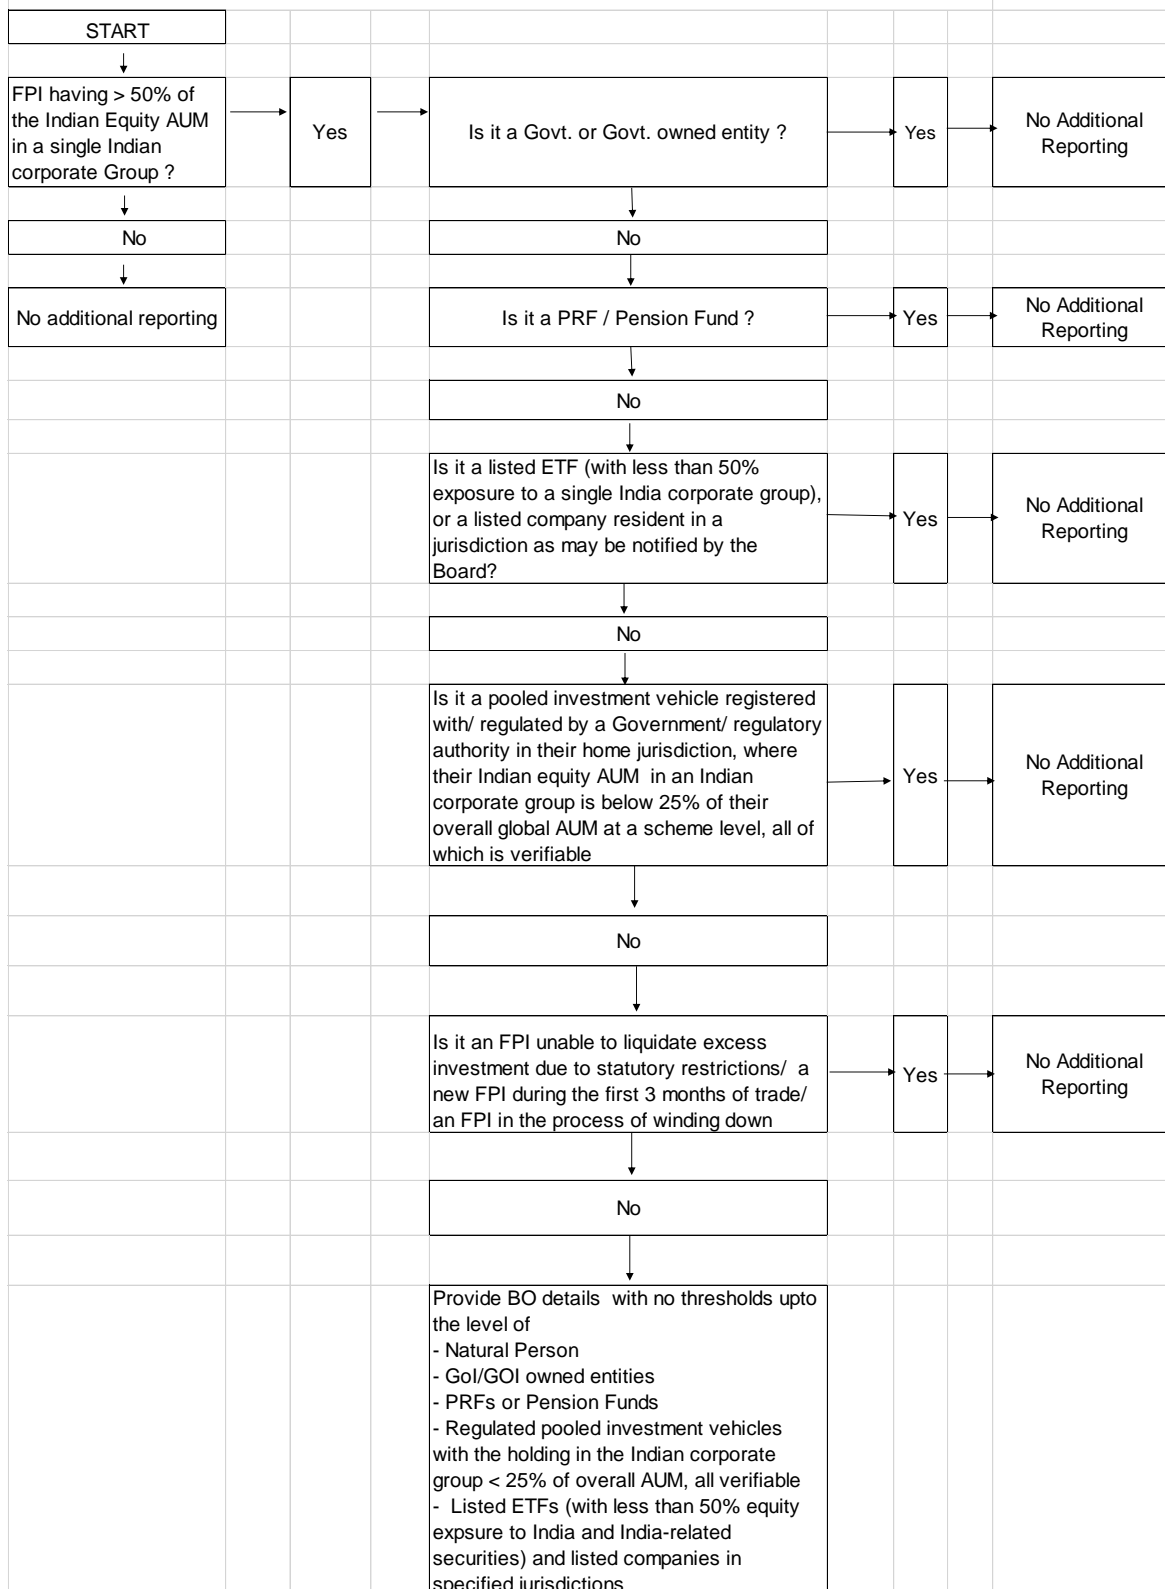 START
FPI having > 50% of
the Indian Equity AUM
in a single Indian
corporate Group ?
Yes
Is it a Govt. or Govt. owned entity ?
Yes
No Additional
Reporting
No
No
No additional reporting
Is it a PRF / Pension Fund ?
Yes
No Additional
Reporting
No
Is it a listed ETF (with less than 50%
exposure to a single India corporate group),
or a listed company resident in a
jurisdiction as may be notified by the
Board?
Yes
No Additional
Reporting
No
Is it a pooled investment vehicle registered
with/ regulated by a Government/ regulatory
authority in their home jurisdiction, where
their Indian equity AUM  in an Indian
corporate group is below 25% of their
overall global AUM at a scheme level, all of
which is verifiable
Yes
No Additional
Reporting
No
Is it an FPI unable to liquidate excess
investment due to statutory restrictions/  a
new FPI during the first 3 months of trade/
an FPI in the process of winding down
Yes
No Additional
Reporting
No
Provide BO details  with no thresholds upto
the level of
- Natural Person
- GoI/GOI owned entities
- PRFs or Pension Funds
- Regulated pooled investment vehicles
with the holding in the Indian corporate
group < 25% of overall AUM, all verifiable
-  Listed ETFs (with less than 50% equity
expsure to India and India-related
securities) and listed companies in
specified jurisdictions